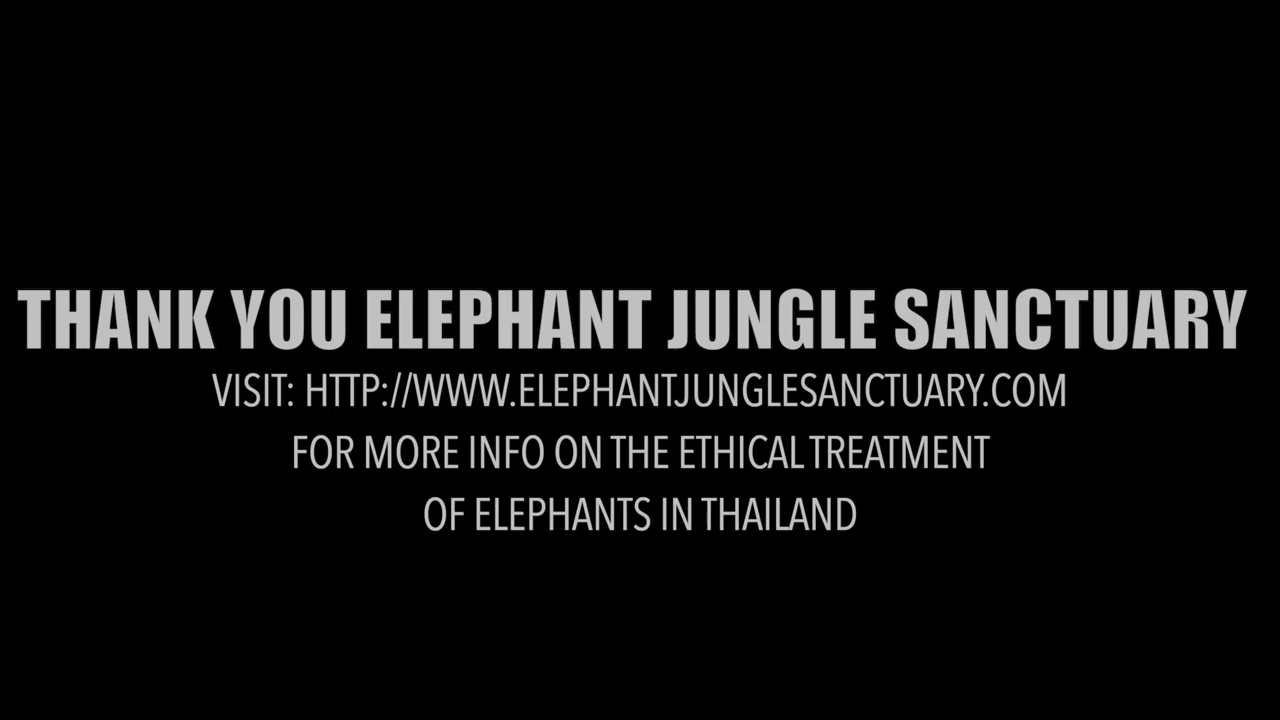 THANK YOU ELEPHANT JUNGLE SANCTUARY
VISIT: HTTP://WWW.ELEPHANTJUNGLESANCTUARY.COM
FOR MORE INFO ON THE ETHICAL TREATMENT
OF ELEPHANTS IN THAILAND